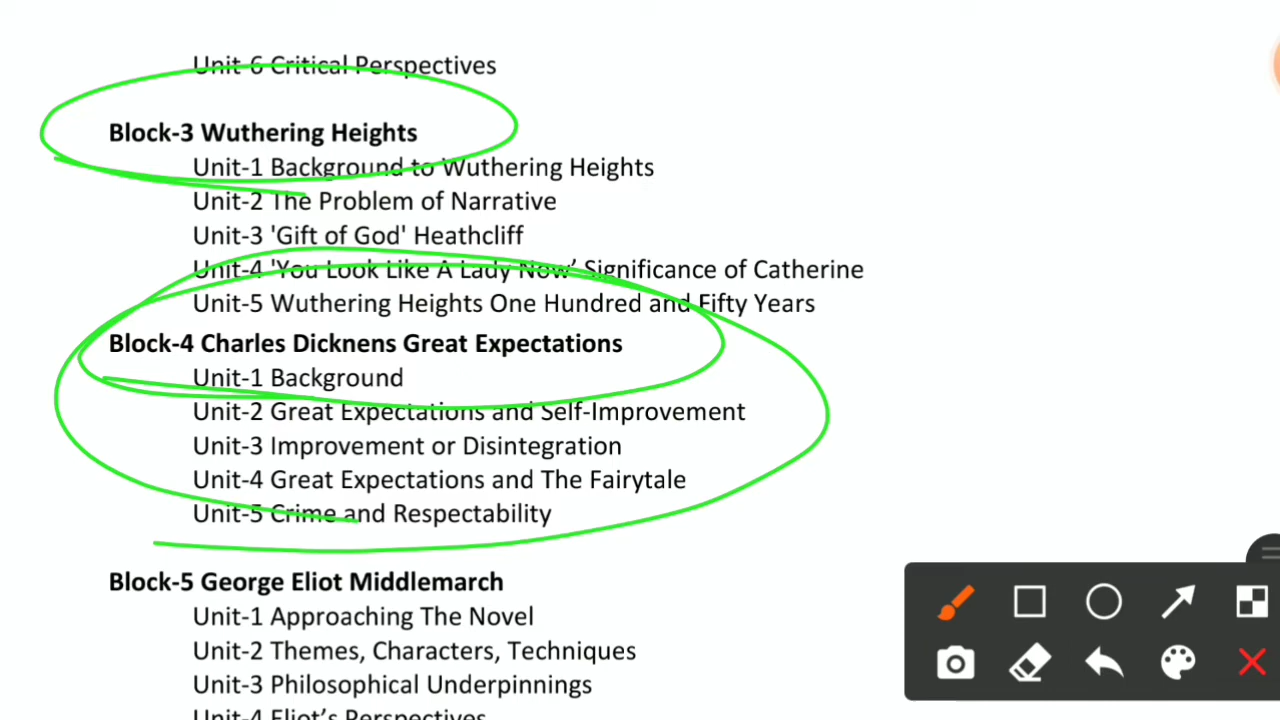 Unit-6 Critical Perspectives
Block-3 Wuthering Heights
Unit-1 Background to Wuthering Heights
Unit-2 The Problem of Narrative
Unit-3 'Gift of God' Heathcliff
Unit-4 'You Look Like A Lady Now’ Significance of Catherine
Unit-5 Wuthering Heights One Hundred and Fifty Years
Block-4 Charles Dicknens Great Expectations
Unit-1 Background
Unit-2 Great Expectations and Self-Improvement
Unit-3 Improvement or Disintegration
Unit-4 Great Expectations and The Fairytale
Unit-5 Crime and Respectability
Block-5 George Eliot Middlemarch
Unit-1 Approaching The Novel
Unit-2 Themes, Characters, Techniques
Unit-3 Philosophical Underpinnings
Unit-4 Eliot’s Perspectives